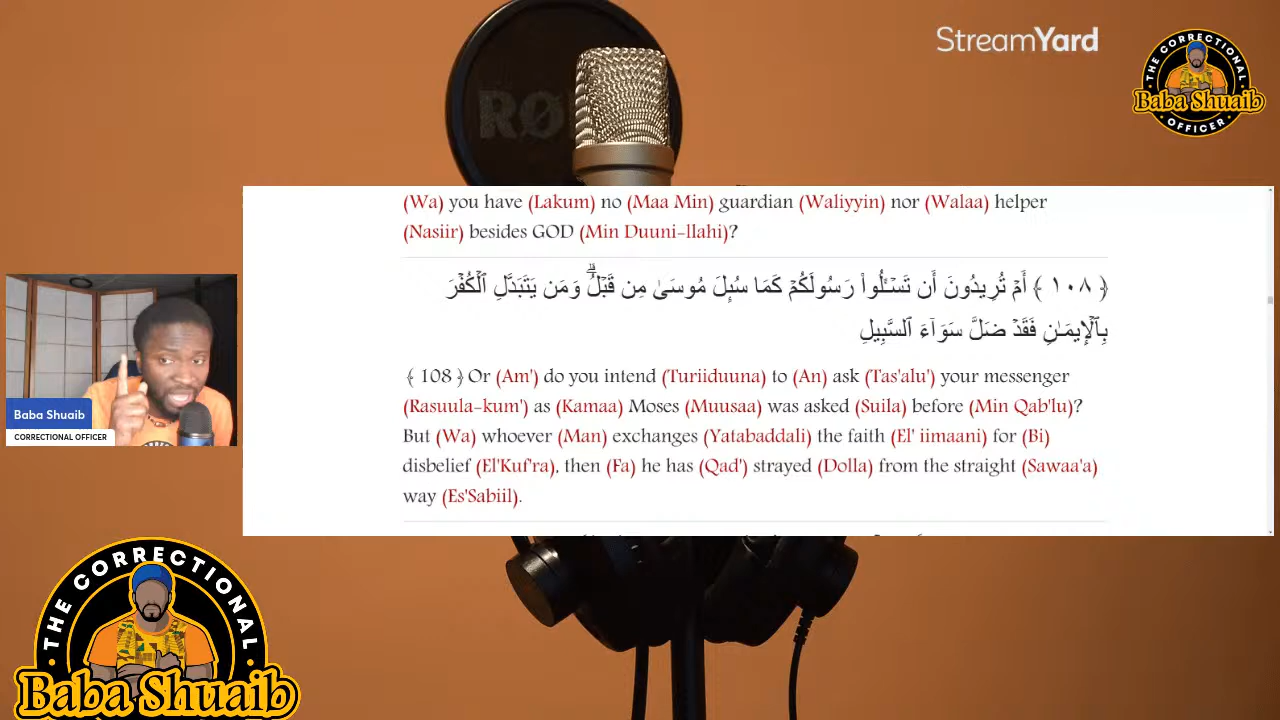 StreamYard
THE CORRECTIONAL
Baba Shuaib
OFFICER
RØ
(Wa) you have (Lakum) no (Maa Min) guardian (Waliyyin) nor (Walaa) helper
(Nasiir) besides GOD (Min Duuni-llahi)?
﴿١٠٨﴾ أَمۡ تُرِيدُونَ أَن تَسۡـَٔلُواْ رَسُولَكُمۡ كَمَا سُئِلَ مُوسَىٰ مِن قَبۡلُۗ وَمَن يَتَبَدَّلِ ٱلۡكُفۡرَ
بِٱلۡإِيمَـٰنِ فَقَدۡ ضَلَّ سَوَآءَ ٱلسَّبِيلِ
﴾ 108 ﴿ Or (Am') do you intend (Turiiduuna) to (An) ask (Tas'alu') your messenger
(Rasuula-kum') as (Kamaa) Moses (Muusaa) was asked (Suila) before (Min Qab'lu)?
But (Wa) whoever (Man) exchanges (Yatabaddali) the faith (El' iimaani) for (Bi)
disbelief (El'Kuf'ra), then (Fa) he has (Qad') strayed (Dolla) from the straight (Sawaa'a)
way (Es'Sabiil).
Baba Shuaib
CORRECTIONAL OFFICER
THE CORRECTIONAL
Baba Shuaib